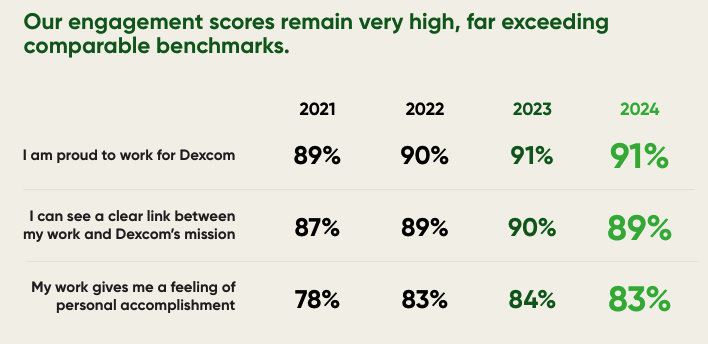 Our engagement scores remain very high, far exceeding
comparable benchmarks.
2021 2022 2023 2024
I am proud to work for Dexcom 89% 90% 91% 91%
I can see a clear link between
my work and Dexcom's mission 87% 89% 90% 89%
My work gives me a feeling of
personal accomplishment 78% 83% 84% 83%